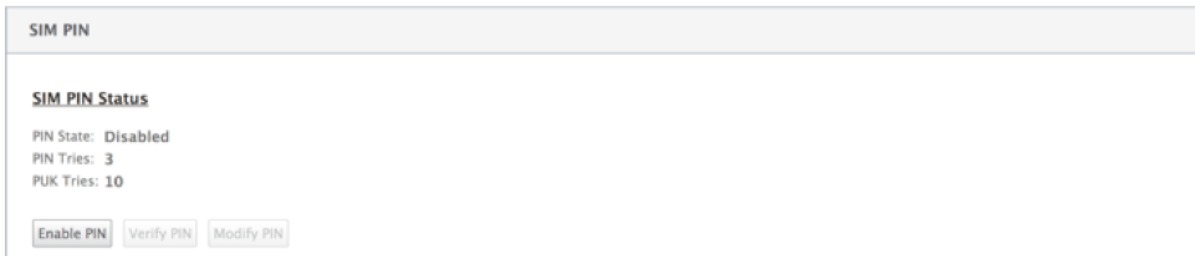 SIM PIN
SIM PIN Status
PIN State: Disabled
PIN Tries: 3
PUK Tries: 10
Enable PIN Verify PIN Modify PIN